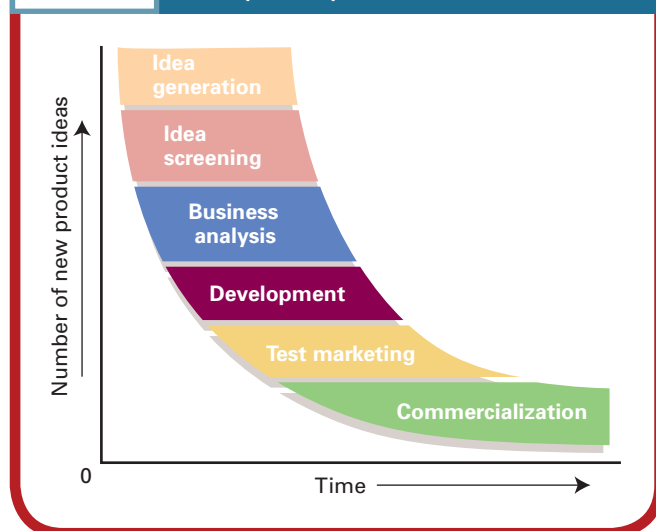 Idea
generation
Idea
screening
Business
analysis
Development
Test marketing
Commercialization
Number of new product ideas
0
Time